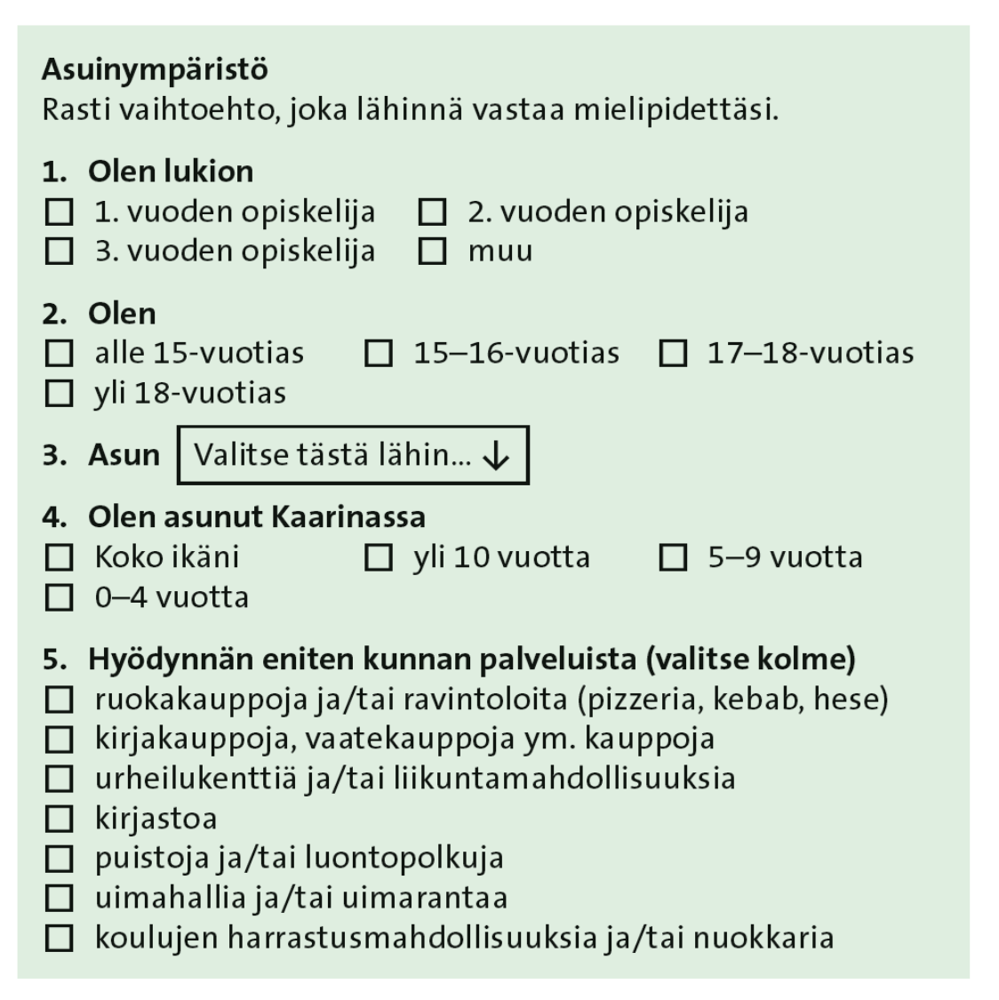 Asuinympäristö
Rasti vaihtoehto, joka lähinnä vastaa mielipidettäsi.
1. Olen lukion
1. vuoden opiskelija 2. vuoden opiskelija
3. vuoden opiskelija muu
2. Olen
alle 15-vuotias 15–16-vuotias 17–18-vuotias
yli 18-vuotias
3. Asun Valitse tästä lähin... ↓
4. Olen asunut Kaarinassa
Koko ikäni yli 10 vuotta 5–9 vuotta
0–4 vuotta
5. Hyödynnän eniten kunnan palveluista (valitse kolme)
ruokakauppoja ja/tai ravintoloita (pizzeria, kebab, hese)
kirjakauppoja, vaatekauppoja ym. kauppoja
urheilukenttiä ja/tai liikuntamahdollisuuksia
kirjastoa
puistoja ja/tai luontopolkuja
uimahallia ja/tai uimarantaa
koulujen harrastusmahdollisuuksia ja/tai nuokkaria